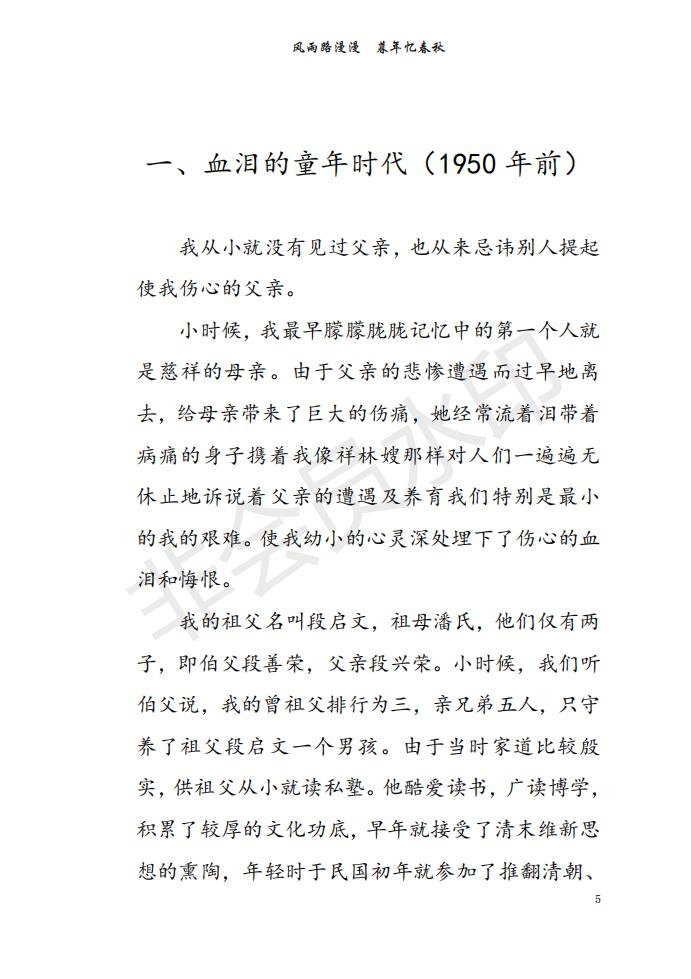 风雨路漫漫　暮年忆春秋
一、血泪的童年时代（1950 年前）
我从小就没有见过父亲，也从来忌讳别人提起
使我伤心的父亲。
小时候，我最早朦朦胧胧记忆中的第一个人就
是慈祥的母亲。由于父亲的悲惨遭遇而过早地离
去，给母亲带来了巨大的伤痛，她经常流着泪带着
病痛的身子携着我像祥林嫂那样对人们一遍遍无
休止地诉说着父亲的遭遇及养育我们特别是最小
的我的艰难。使我幼小的心灵深处埋下了伤心的血
泪和悔恨。
我的祖父名叫段启文，祖母潘氏，他们仅有两
子，即伯父段善荣，父亲段兴荣。小时候，我们听
伯父说，我的曾祖父排行为三，亲兄弟五人，只守
养了祖父段启文一个男孩。由于当时家道比较殷
实，供祖父从小就读私塾。他酷爱读书，广读博学，
积累了较厚的文化功底，早年就接受了清末维新思
想的熏陶，年轻时于民国初年就参加了推翻清朝、
非会员水印
5